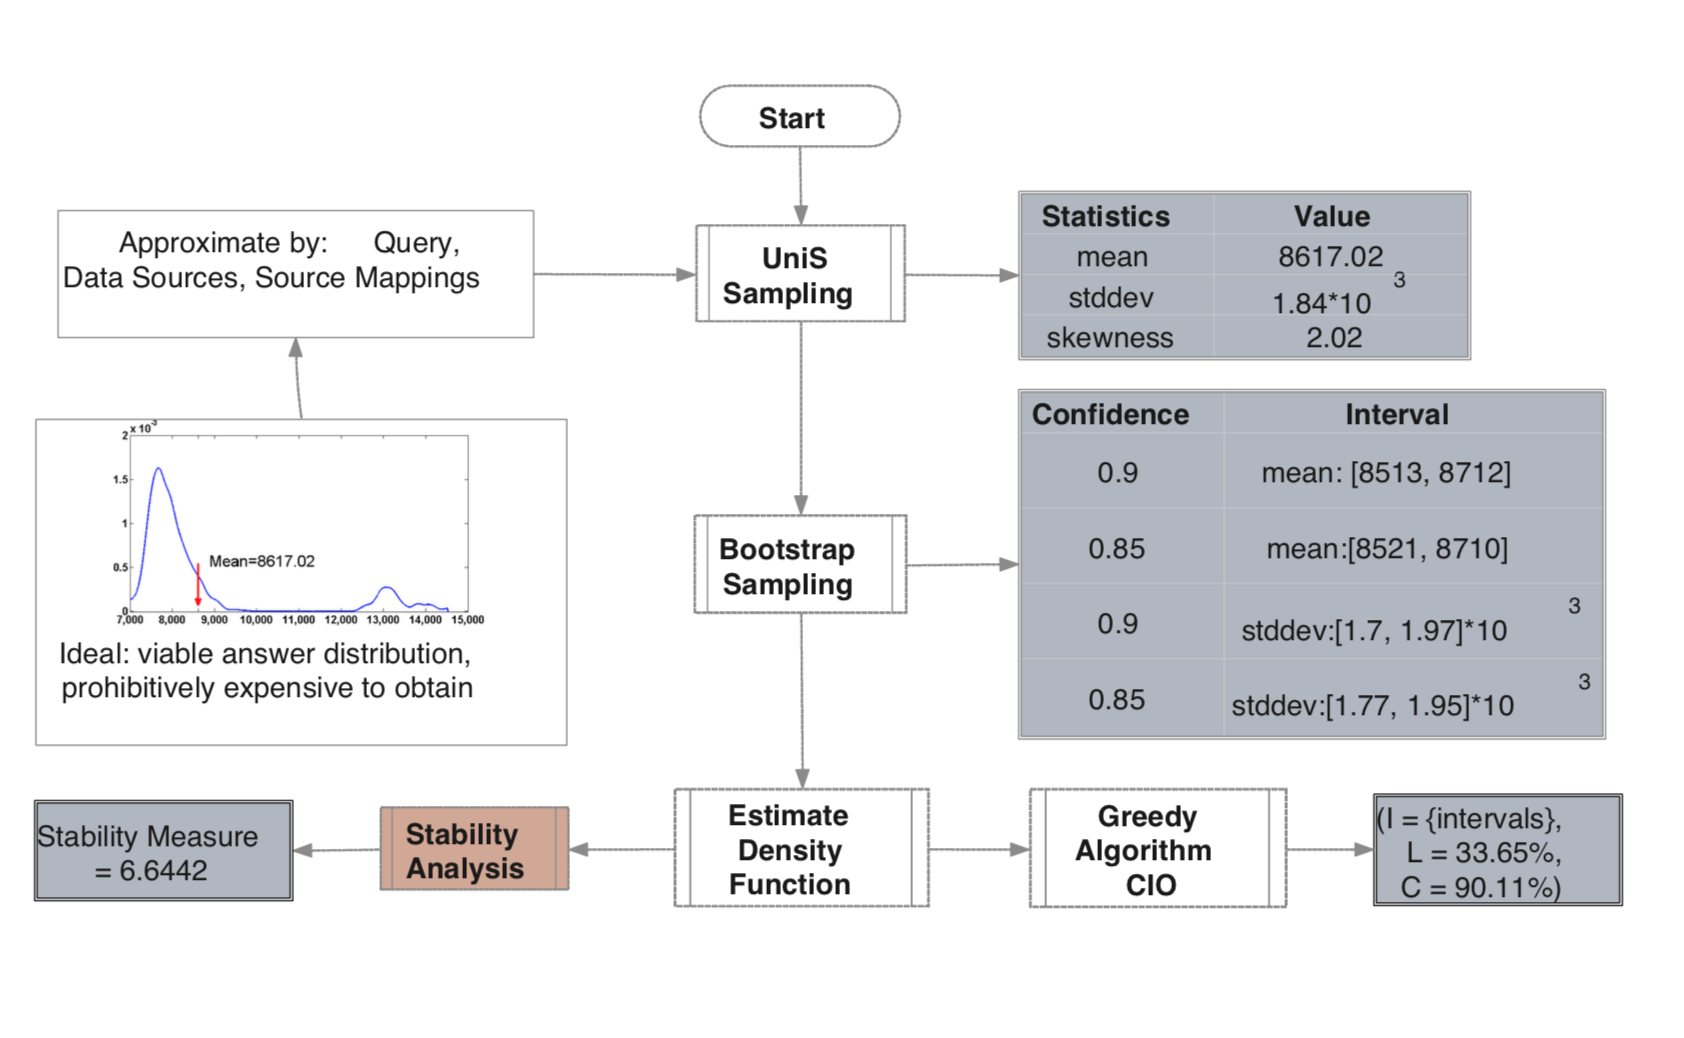 Start
Approximate by: Query,
Data Sources, Source Mappings
UniS
Sampling
Statistics Value
mean 8617.02
stddev 1.84*10 3
skewness 2.02
2 x 10 -3
1.5
1
0.5
0
Mean=8617.02
7,000 8,000 9,000 10,000 11,000 12,000 13,000 14,000 15,000
Ideal: viable answer distribution,
prohibitively expensive to obtain
Bootstrap
Sampling
Confidence Interval
0.9 mean: [8513, 8712]
0.85 mean:[8521, 8710]
0.9 stddev:[1.7, 1.97]*10 3
0.85 stddev:[1.77, 1.95]*10 3
Stability Measure
= 6.6442
Stability
Analysis
Estimate
Density
Function
Greedy
Algorithm
CIO
(I = {intervals},
L = 33.65%,
C = 90.11%)